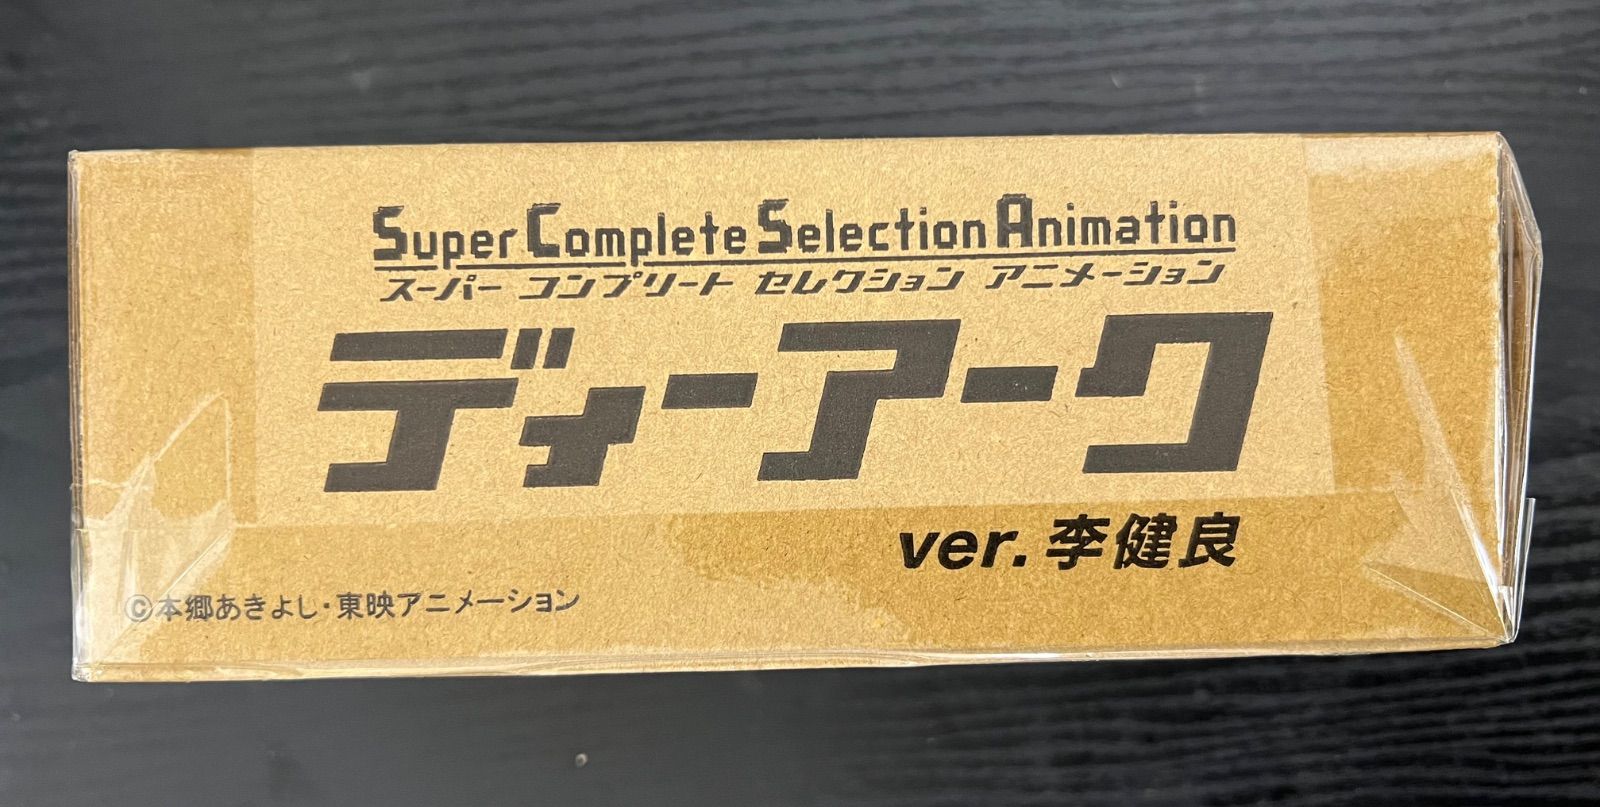 Super Complete Selection Animation
スーパー コンプリート セレクション アニメーション
ディーアーク
ver. 李健良
©本郷あきよし・東映アニメーション